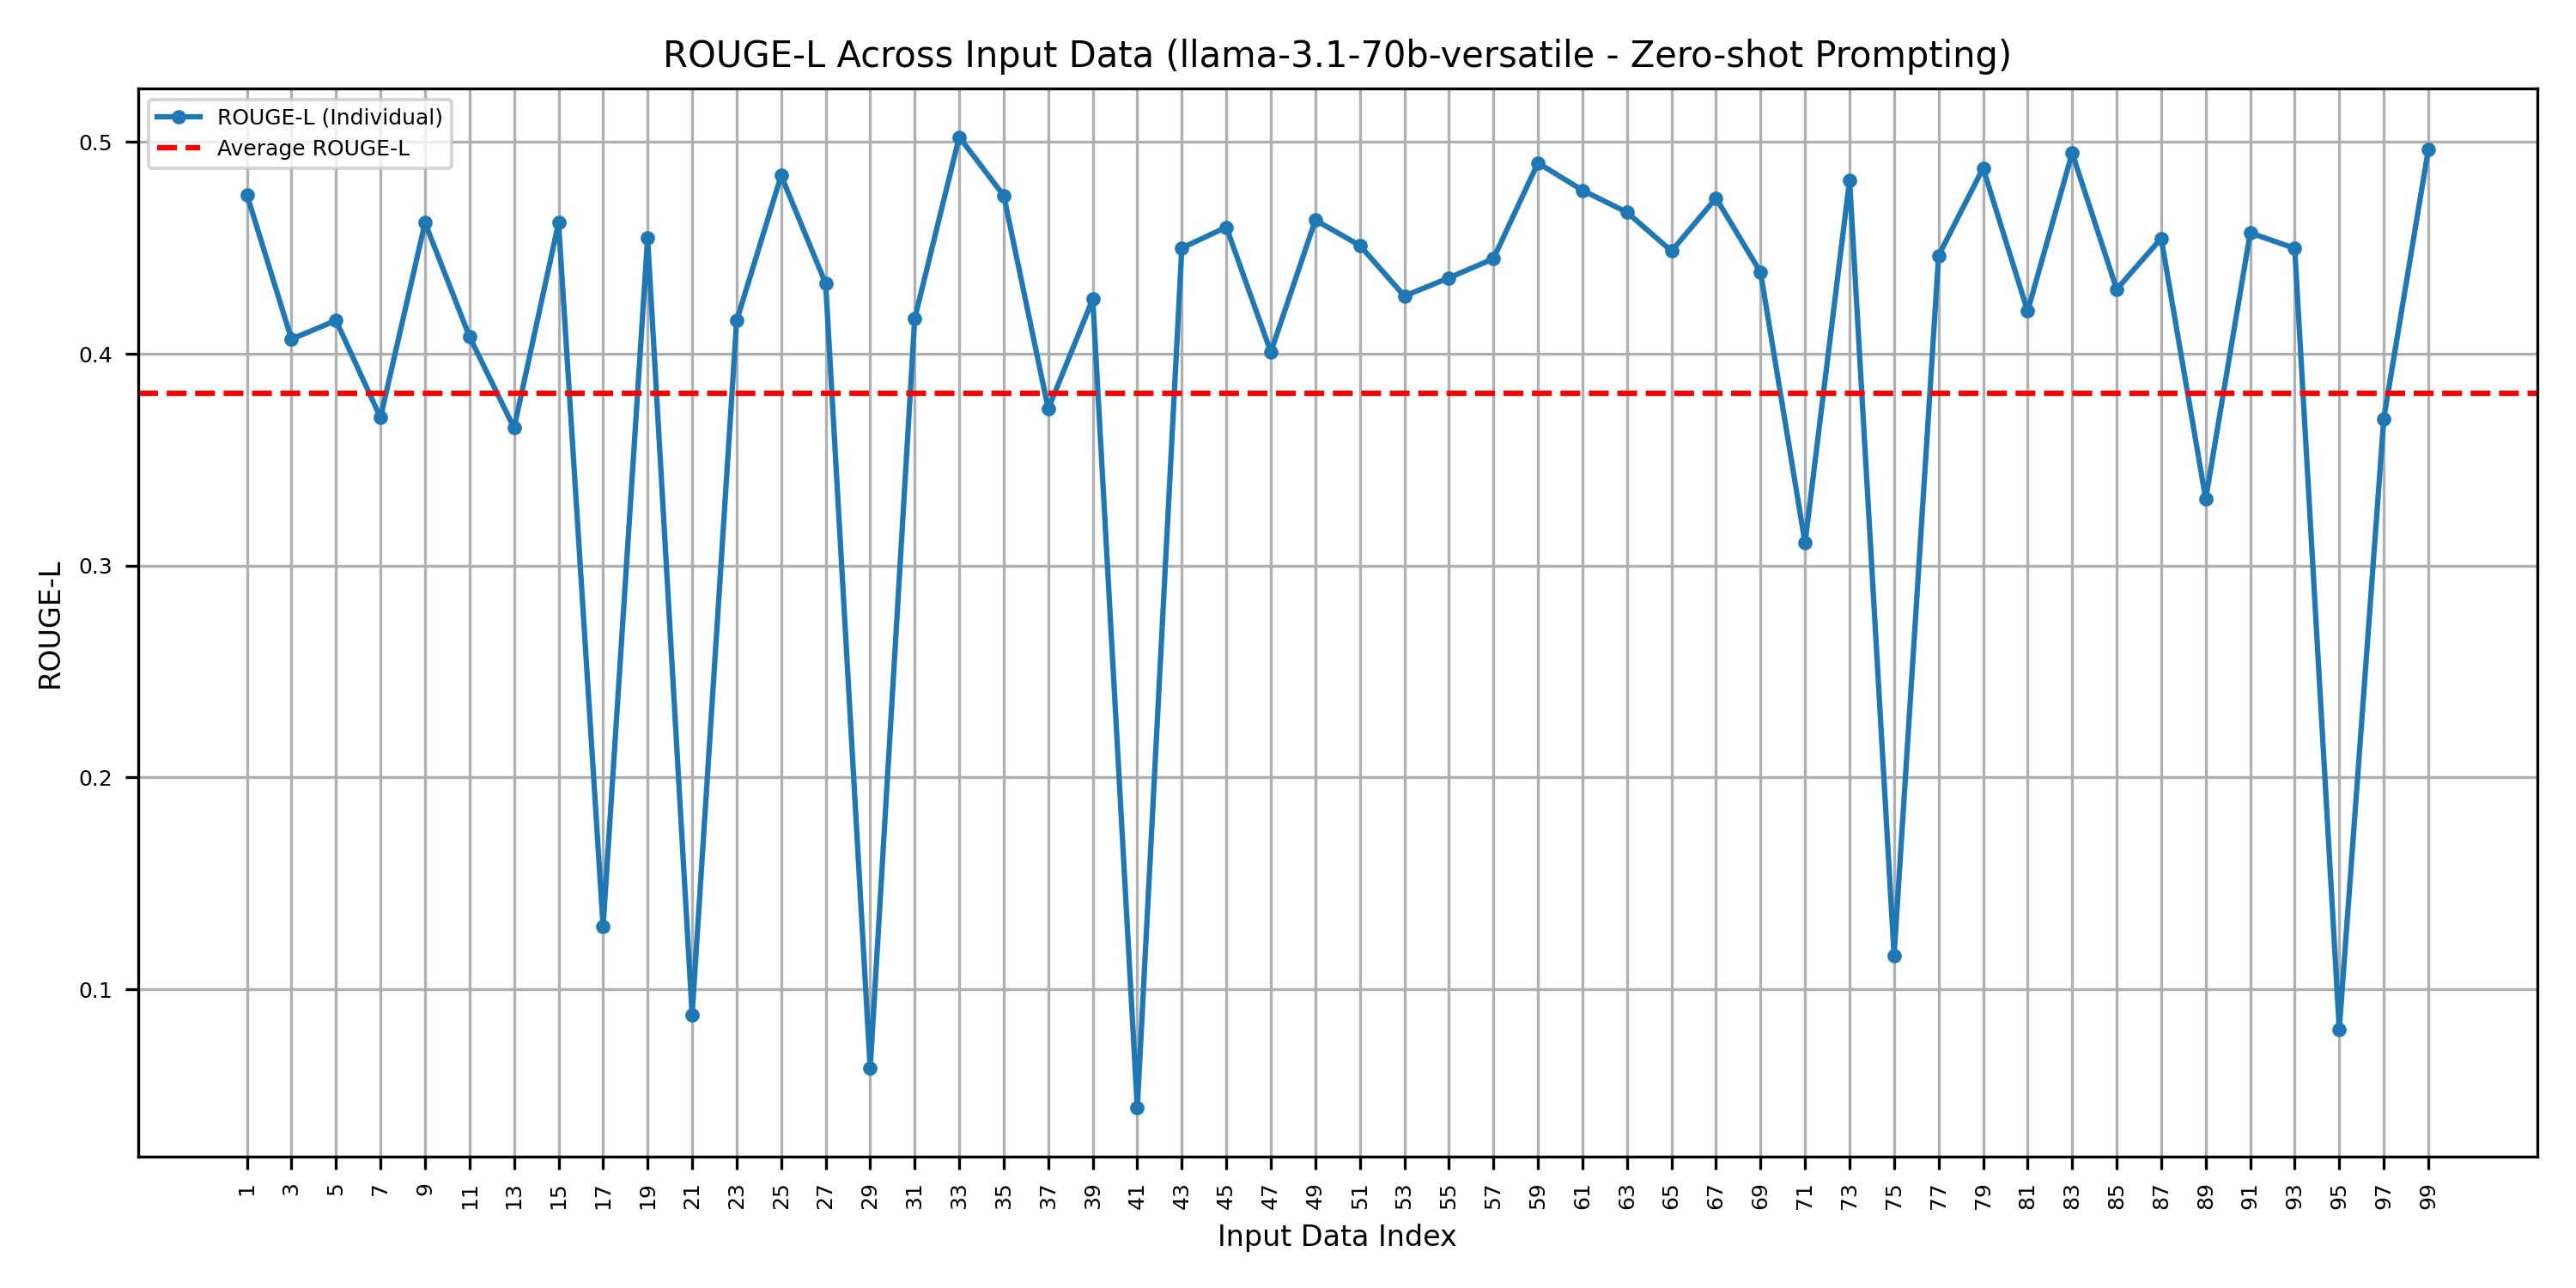 ROUGE-L Across Input Data (llama-3.1-70b-versatile - Zero-shot Prompting)
ROUGE-L (Individual)
Average ROUGE-L
0.5
0.4
0.3
0.2
0.1
ROUGE-L
1 3 5 7 9 11 13 15 17 19 21 23 25 27 29 31 33 35 37 39 41 43 45 47 49 51 53 55 57 59 61 63 65 67 69 71 73 75 77 79 81 83 85 87 89 91 93 95 97 99
Input Data Index